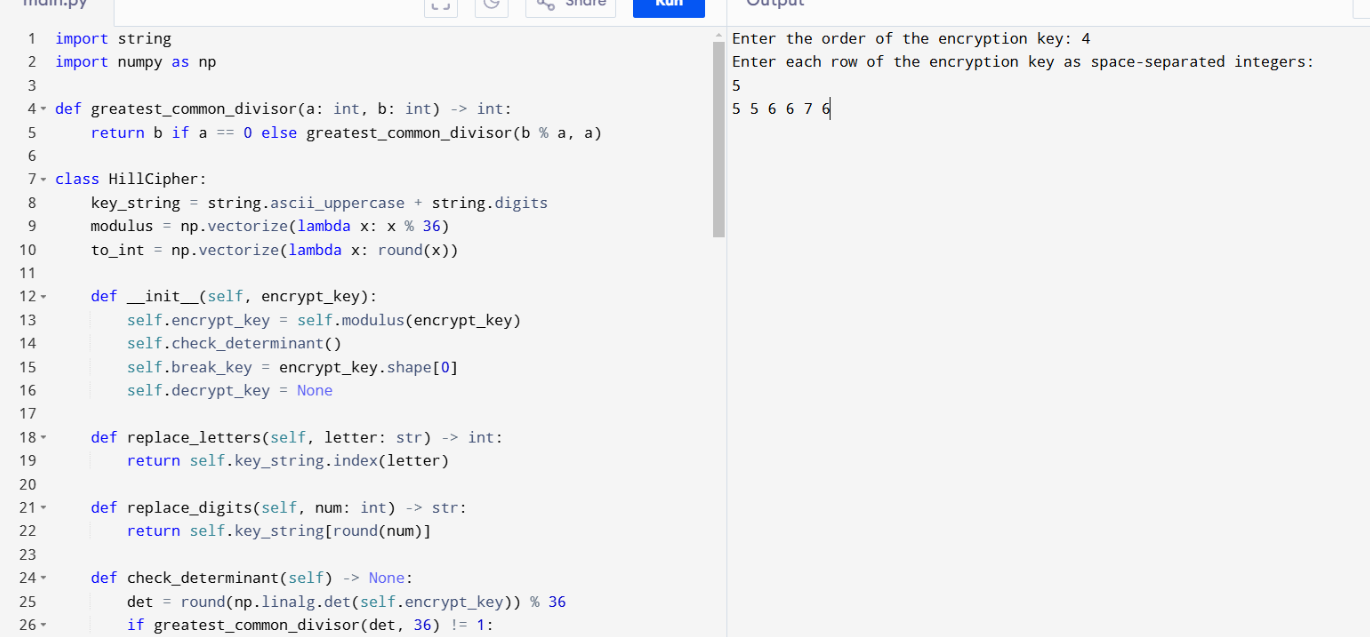 main.py
Share
Run
Output
1 import string
2 import numpy as np
3
4 def greatest_common_divisor(a: int, b: int) -> int:
5     return b if a == 0 else greatest_common_divisor(b % a, a)
6
7 class HillCipher:
8     key_string = string.ascii_uppercase + string.digits
9     modulus = np.vectorize(lambda x: x % 36)
10     to_int = np.vectorize(lambda x: round(x))
11
12     def __init__(self, encrypt_key):
13         self.encrypt_key = self.modulus(encrypt_key)
14         self.check_determinant()
15         self.break_key = encrypt_key.shape[0]
16         self.decrypt_key = None
17
18     def replace_letters(self, letter: str) -> int:
19         return self.key_string.index(letter)
20
21     def replace_digits(self, num: int) -> str:
22         return self.key_string[round(num)]
23
24     def check_determinant(self) -> None:
25         det = round(np.linalg.det(self.encrypt_key)) % 36
26         if greatest_common_divisor(det, 36) != 1:
Enter the order of the encryption key: 4
Enter each row of the encryption key as space-separated integers:
5
5 5 6 6 7 6